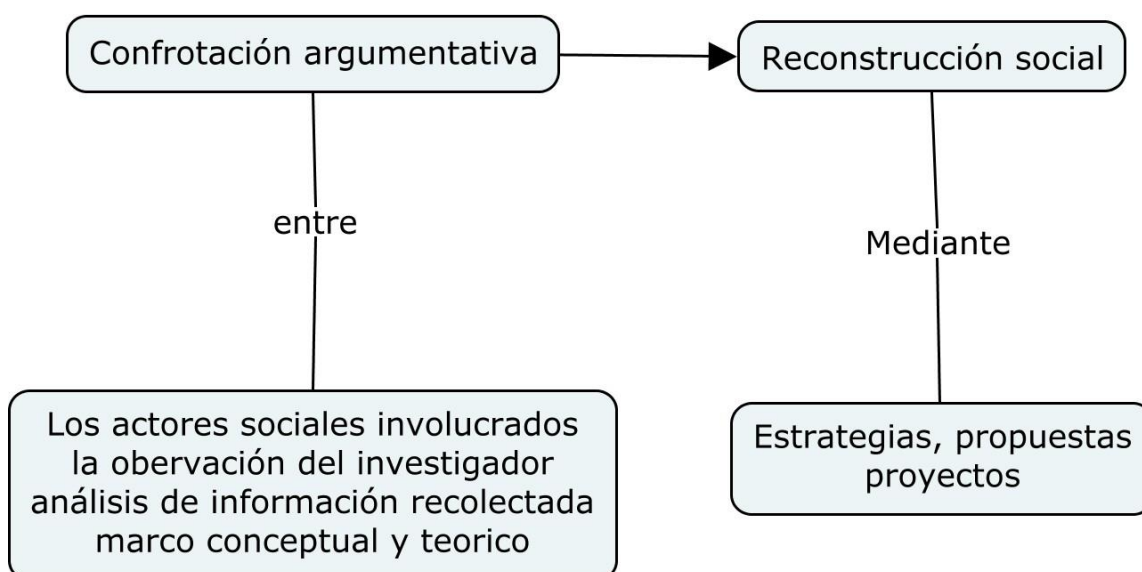 Confrotación argumentativa
Reconstrucción social
entre
Mediante
Los actores sociales involucrados
la obervación del investigador
análisis de información recolectada
marco conceptual y teorico
Estrategias, propuestas
proyectos